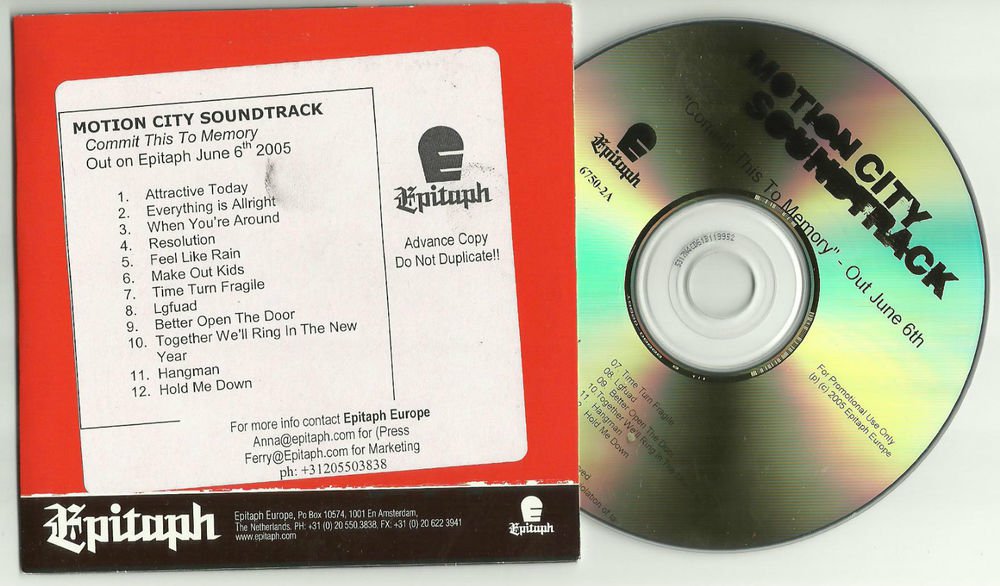 MOTION CITY SOUNDTRACK
Commit This To Memory
Out on Epitaph June 6th 2005
1. Attractive Today
2. Everything is Allright
3. When You're Around
4. Resolution
5. Feel Like Rain
6. Make Out Kids
7. Time Turn Fragile
8. Lgfuad
9. Better Open The Door
10. Together We'll Ring In The New
Year
11. Hangman
12. Hold Me Down
Epitaph
Advance Copy
Do Not Duplicate!!
For more info contact Epitaph Europe
Anna@epitaph.com for (Press
Ferry@Epitaph.com for Marketing
ph: +31205503838
Epitaph
Epitaph Europe, Po Box 10574, 1001 En Amsterdam,
The Netherlands. PH: +31 (0) 20 550.3838, FX: +31 (0) 20 622 3941
www.epitaph.com
Epitaph
MOTION CITY
SOUNDTRACK
"Commit This To Memory" - Out June 6th
Epitaph
6750-2A
07. Time Turn Fragile
08. Lgfuad
09. Better Open The Door
10. Together We'll Ring In The
11. Hangman
Hold Me Down
For Promotional Use Only
(p) (c) 2005 Epitaph Europe